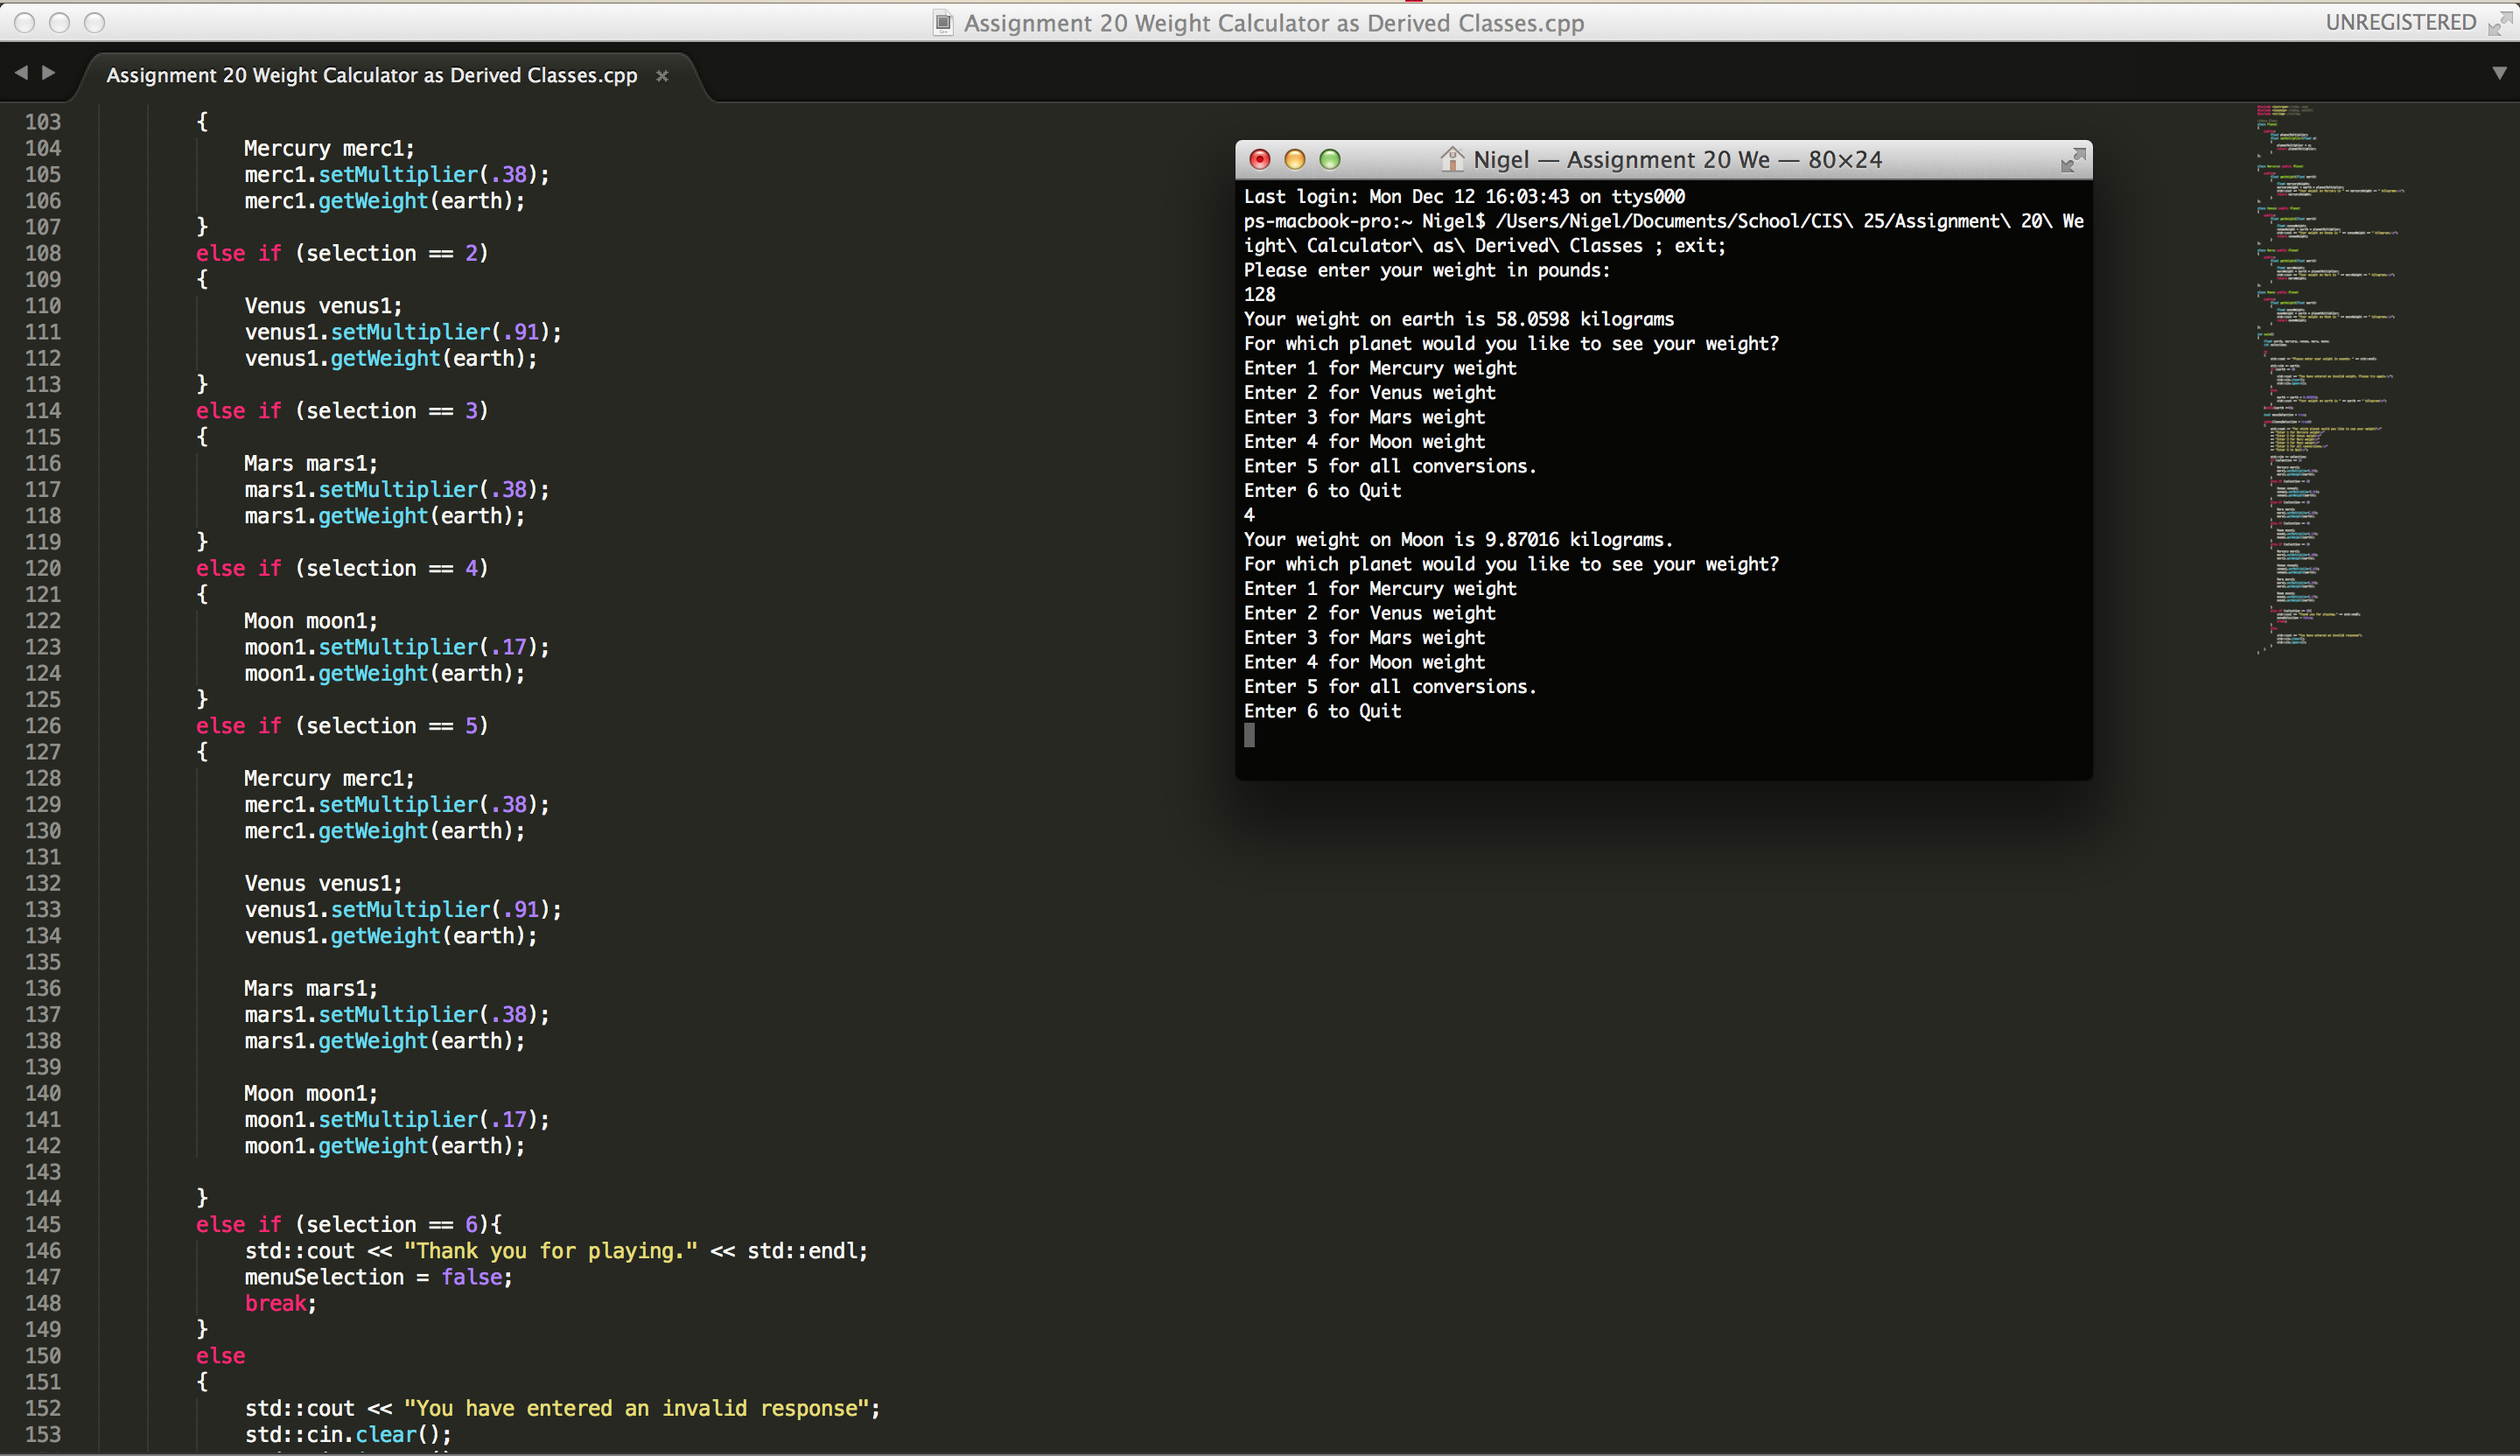 Assignment 20 Weight Calculator as Derived Classes.cpp
UNREGISTERED
Assignment 20 Weight Calculator as Derived Classes.cpp
103 {
104 Mercury merc1;
105 merc1.setMultiplier(.38);
106 merc1.getWeight(earth);
107 }
108 else if (selection == 2)
109 {
110 Venus venus1;
111 venus1.setMultiplier(.91);
112 venus1.getWeight(earth);
113 }
114 else if (selection == 3)
115 {
116 Mars mars1;
117 mars1.setMultiplier(.38);
118 mars1.getWeight(earth);
119 }
120 else if (selection == 4)
121 {
122 Moon moon1;
123 moon1.setMultiplier(.17);
124 moon1.getWeight(earth);
125 }
126 else if (selection == 5)
127 {
128 Mercury merc1;
129 merc1.setMultiplier(.38);
130 merc1.getWeight(earth);
131
132 Venus venus1;
133 venus1.setMultiplier(.91);
134 venus1.getWeight(earth);
135
136 Mars mars1;
137 mars1.setMultiplier(.38);
138 mars1.getWeight(earth);
139
140 Moon moon1;
141 moon1.setMultiplier(.17);
142 moon1.getWeight(earth);
143
144 }
145 else if (selection == 6){
146 std::cout << "Thank you for playing." << std::endl;
147 menuSelection = false;
148 break;
149 }
150 else
151 {
152 std::cout << "You have entered an invalid response";
153 std::cin.clear();
Nigel — Assignment 20 We — 80×24
Last login: Mon Dec 12 16:03:43 on ttys000
ps-macbook-pro:~ Nigel$ /Users/Nigel/Documents/School/CIS\ 25/Assignment\ 20\ We
ight\ Calculator\ as\ Derived\ Classes ; exit;
Please enter your weight in pounds:
128
Your weight on earth is 58.0598 kilograms
For which planet would you like to see your weight?
Enter 1 for Mercury weight
Enter 2 for Venus weight
Enter 3 for Mars weight
Enter 4 for Moon weight
Enter 5 for all conversions.
Enter 6 to Quit
4
Your weight on Moon is 9.87016 kilograms.
For which planet would you like to see your weight?
Enter 1 for Mercury weight
Enter 2 for Venus weight
Enter 3 for Mars weight
Enter 4 for Moon weight
Enter 5 for all conversions.
Enter 6 to Quit